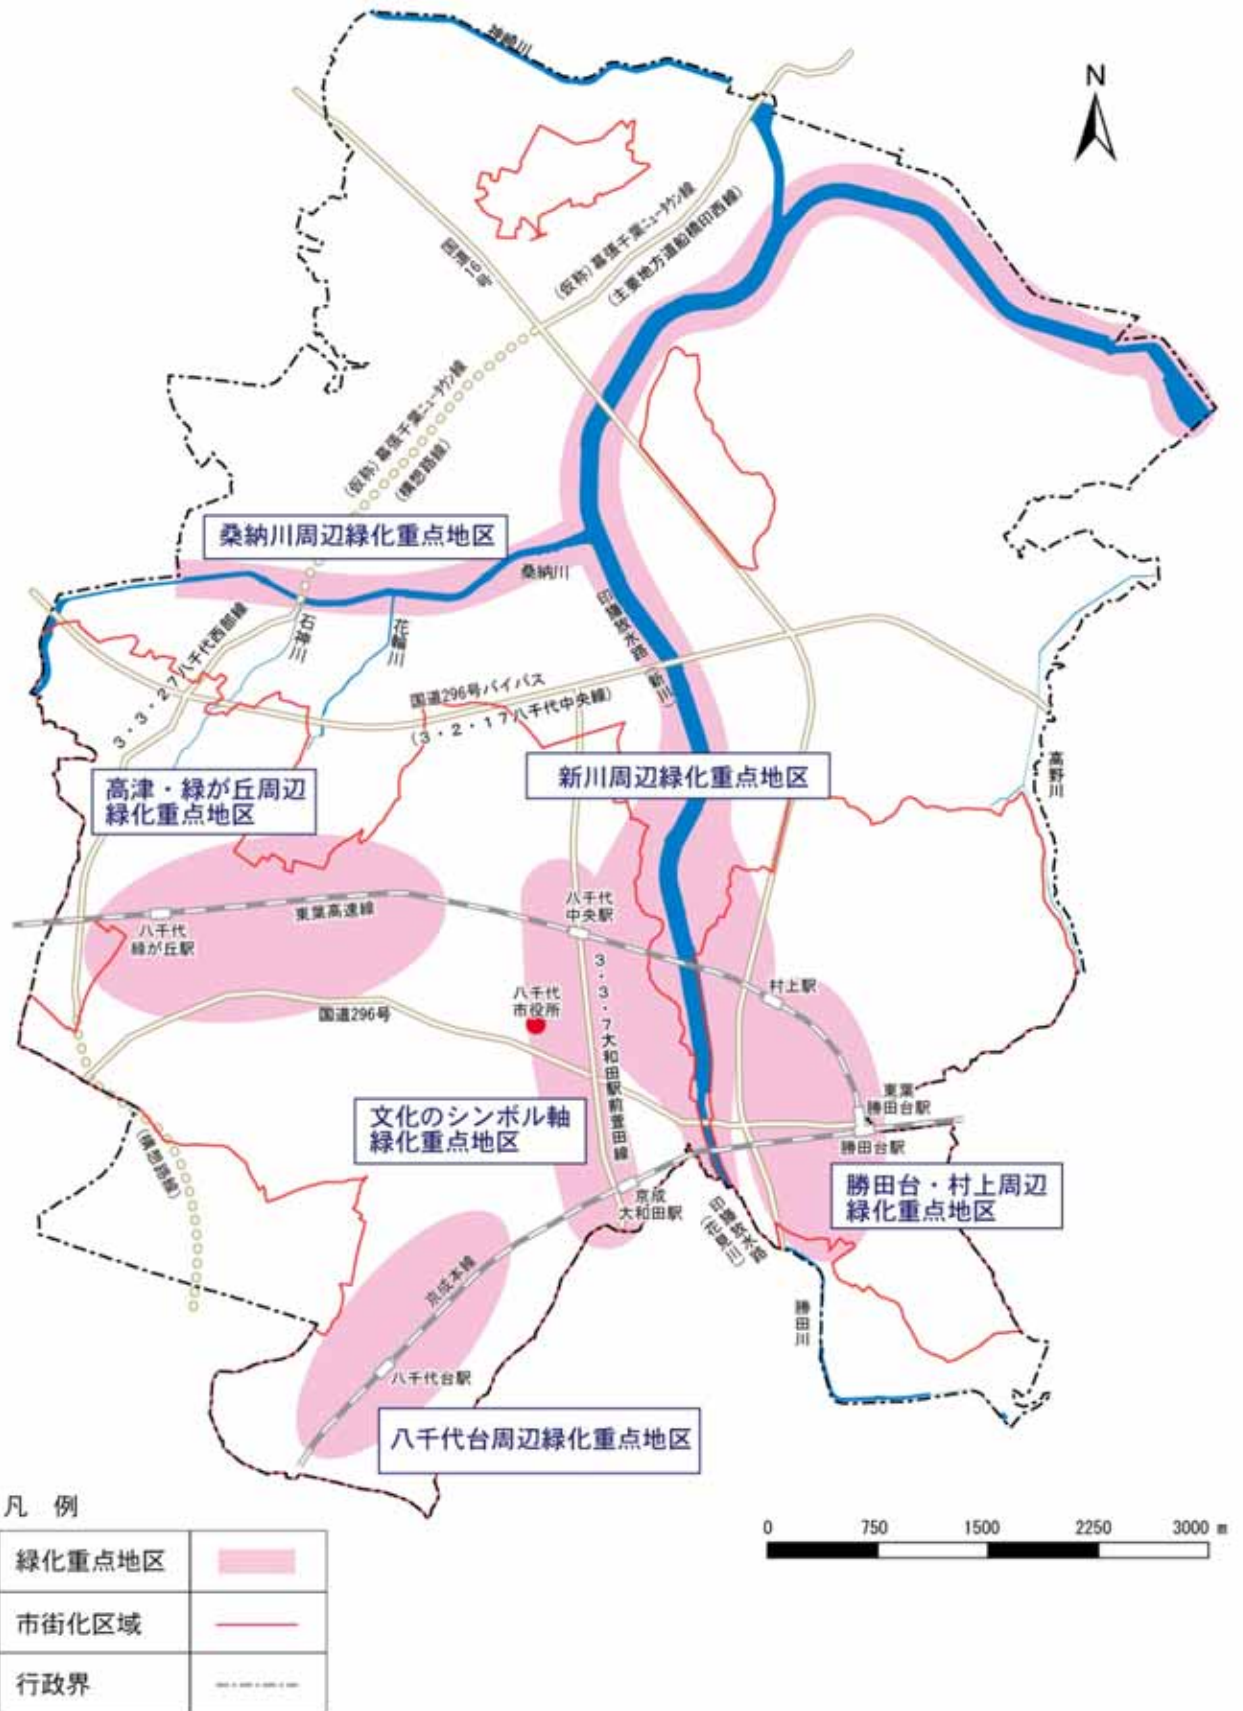 神崎川
N
国道16号
(仮称)幕張千葉ニュータウン線
(主要地方道船橋印西線)
(仮称)幕張千葉ニュータウン線
(構想路線)
桑納川周辺緑化重点地区
桑納川
石神川
花輪川
3・3・27八千代西部線
印旛放水路
(新川)
国道296号バイパス
(3・2・17八千代中央線)
高野川
高津・緑が丘周辺
緑化重点地区
新川周辺緑化重点地区
東葉高速線
八千代
緑が丘駅
八千代
中央駅
3・3・7大和田駅前萱田線
村上駅
八千代
市役所
国道296号
文化のシンボル軸
緑化重点地区
東葉
勝田台駅
勝田台駅
(構想路線)
勝田台・村上周辺
緑化重点地区
京成
大和田駅
印旛放水路
(花見川)
京成本線
勝田川
八千代台駅
八千代台周辺緑化重点地区
凡 例
緑化重点地区
市街化区域
行政界
0 750 1500 2250 3000 m